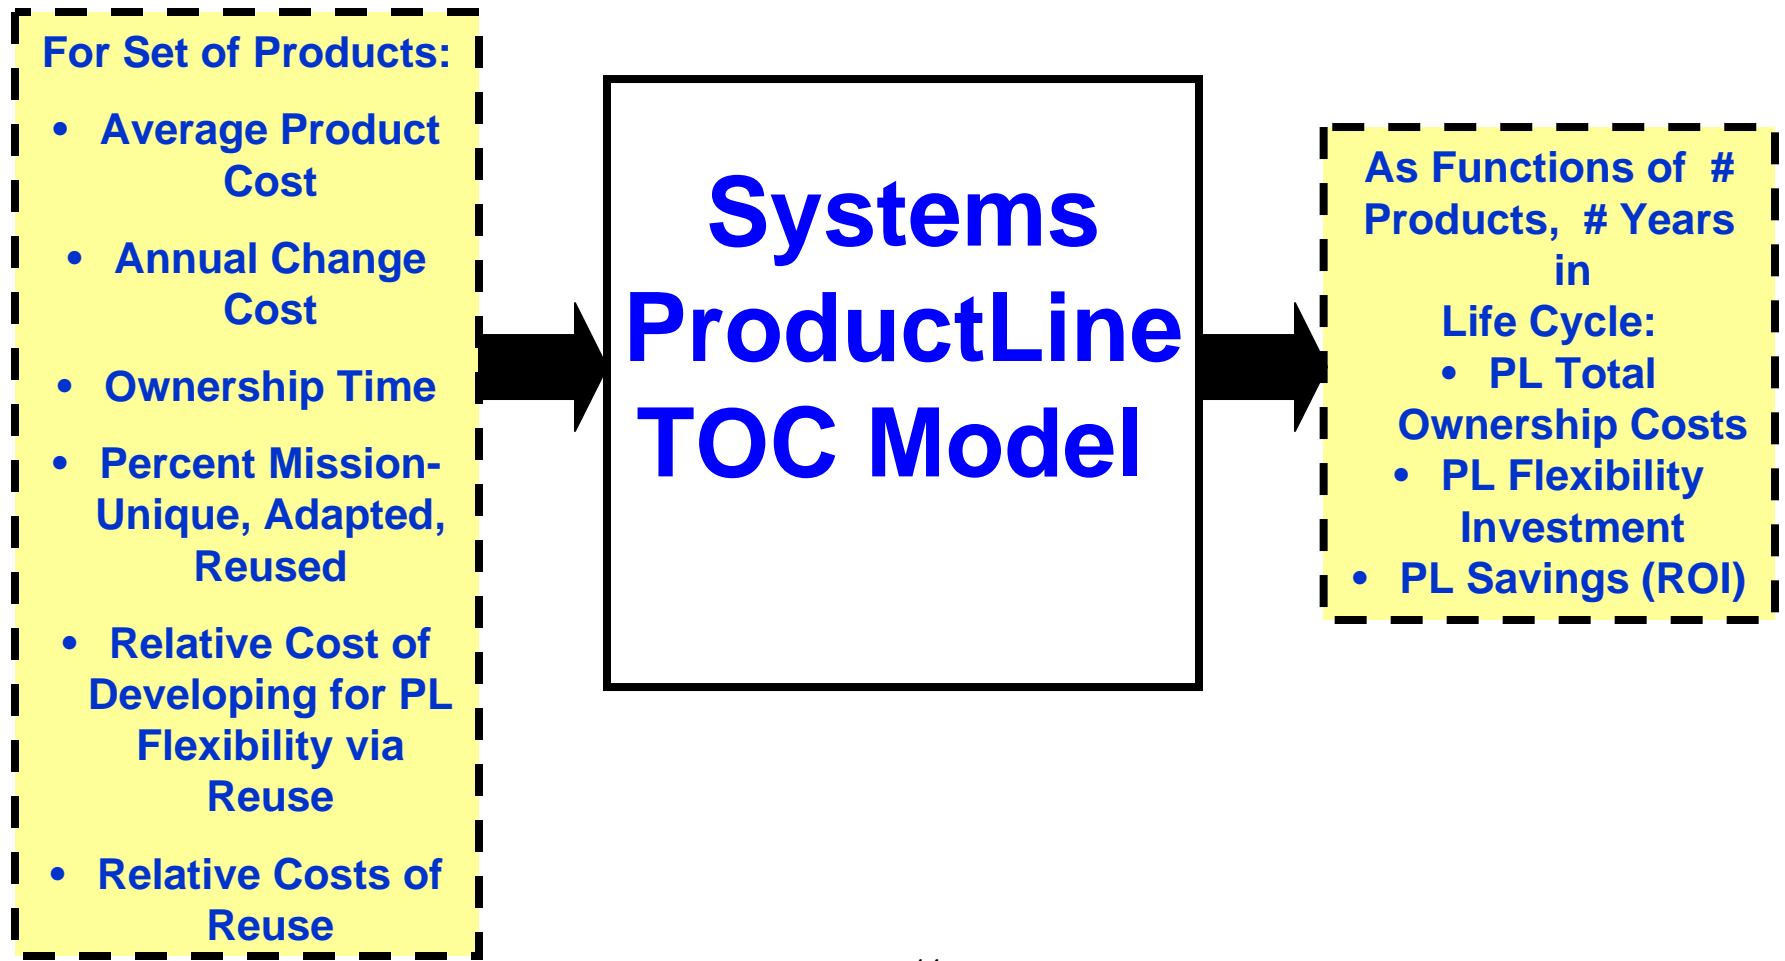 For Set of Products:
• Average Product
Cost
• Annual Change
Cost
• Ownership Time
• Percent Mission-
Unique, Adapted,
Reused
• Relative Cost of
Developing for PL
Flexibility via
Reuse
• Relative Costs of
Reuse
Systems
ProductLine
TOC Model
As Functions of #
Products, # Years
in
Life Cycle:
• PL Total
Ownership Costs
• PL Flexibility
Investment
• PL Savings (ROI)